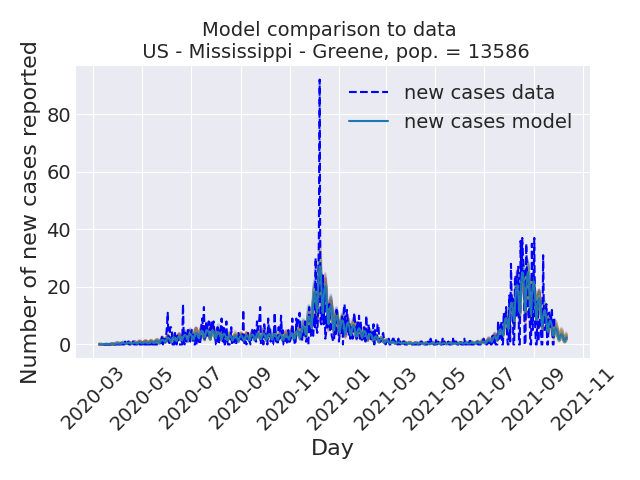 Model comparison to data
US - Mississippi - Greene, pop. = 13586
Number of new cases reported
80
60
40
20
0
new cases data
new cases model
2020-03
2020-05
2020-07
2020-09
2020-11
2021-01
2021-03
2021-05
2021-07
2021-09
2021-11
Day